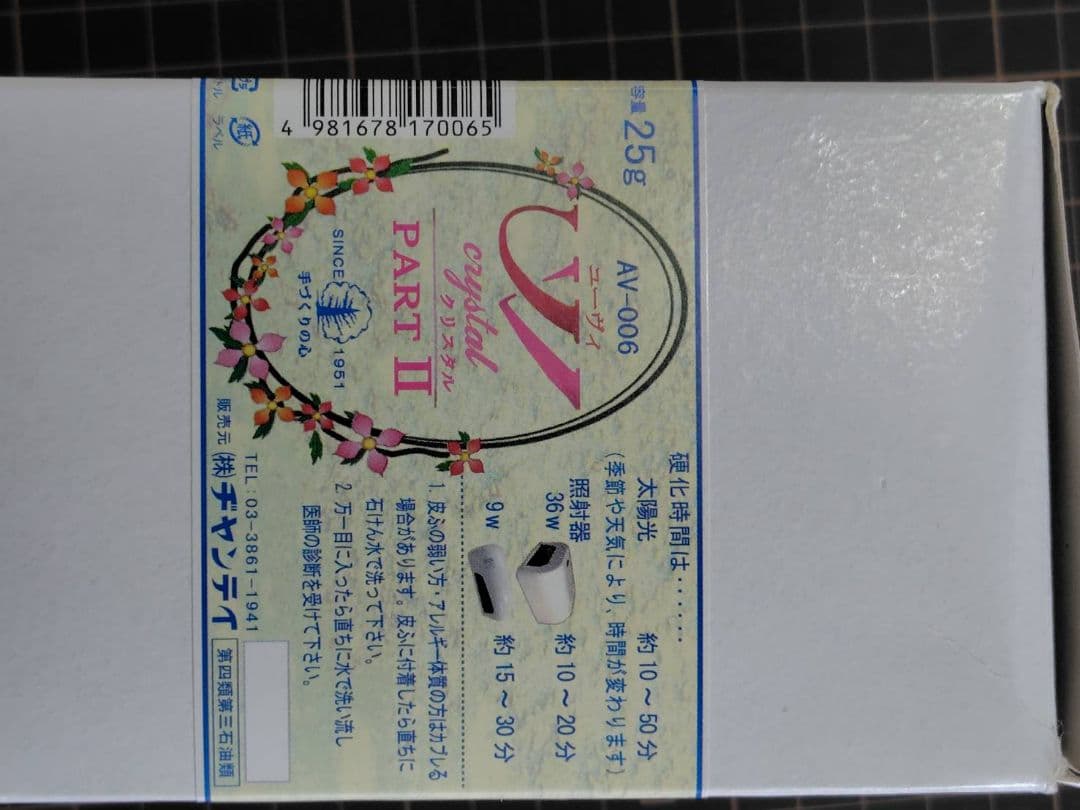 容量 25g
AV-006
ユーヴィ
UV
crystal
クリスタル
PART II
SINCE 1951
手づくりの心
4 981678 170065
紙
ラベル
硬化時間は‥‥‥
太陽光 約10～50分
(季節や天気により、時間が変わります)
照射器
36w 約10～20分
9w 約15～30分
1. 皮ふの弱い方・アレルギー体質の方はカブレる
場合があります。皮ふに付着したら直ちに
石けん水で洗って下さい。
2. 万一目に入ったら直ちに水で洗い流し
医師の診断を受けて下さい。
TEL:03-3861-1941
販売元 (株)ヂャンティ
第四類第三石油類